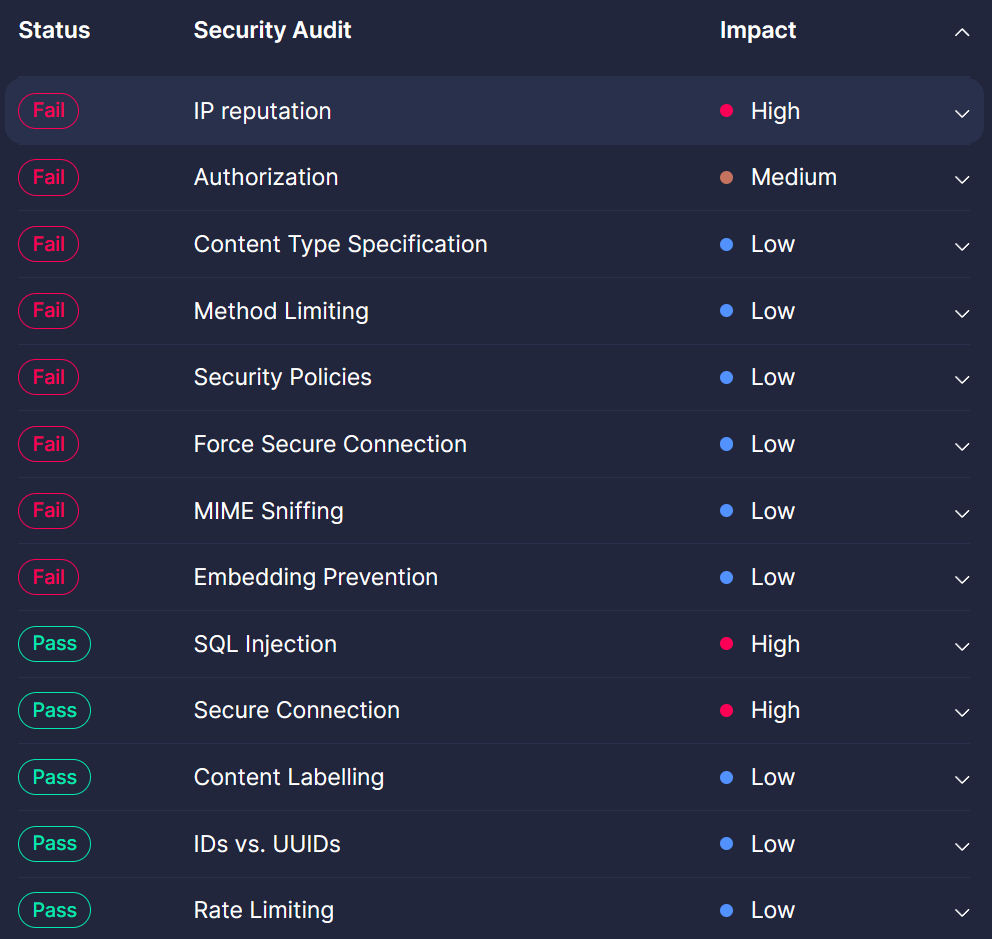 Status Security Audit Impact
Fail IP reputation High
Fail Authorization Medium
Fail Content Type Specification Low
Fail Method Limiting Low
Fail Security Policies Low
Fail Force Secure Connection Low
Fail MIME Sniffing Low
Fail Embedding Prevention Low
Pass SQL Injection High
Pass Secure Connection High
Pass Content Labelling Low
Pass IDs vs. UUIDs Low
Pass Rate Limiting Low